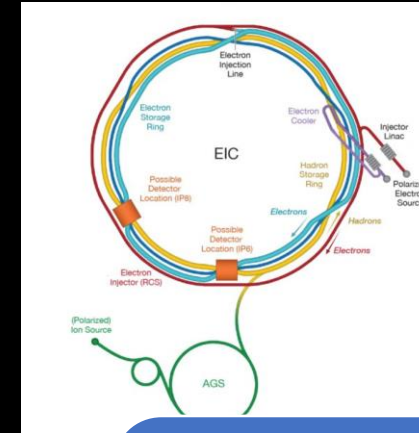 Electron
Injection
Line
Electron
Storage
Ring
Electron
Cooler
Injector
Linac
EIC
Possible
Detector
Location (IP8)
Hadron
Storage
Ring
Polariz
Electro
Sourc
Possible
Detector
Location (IP6)
Electrons
Hadrons
Electrons
Electron
Injector (RCS)
(Polarized)
Ion Source
AGS